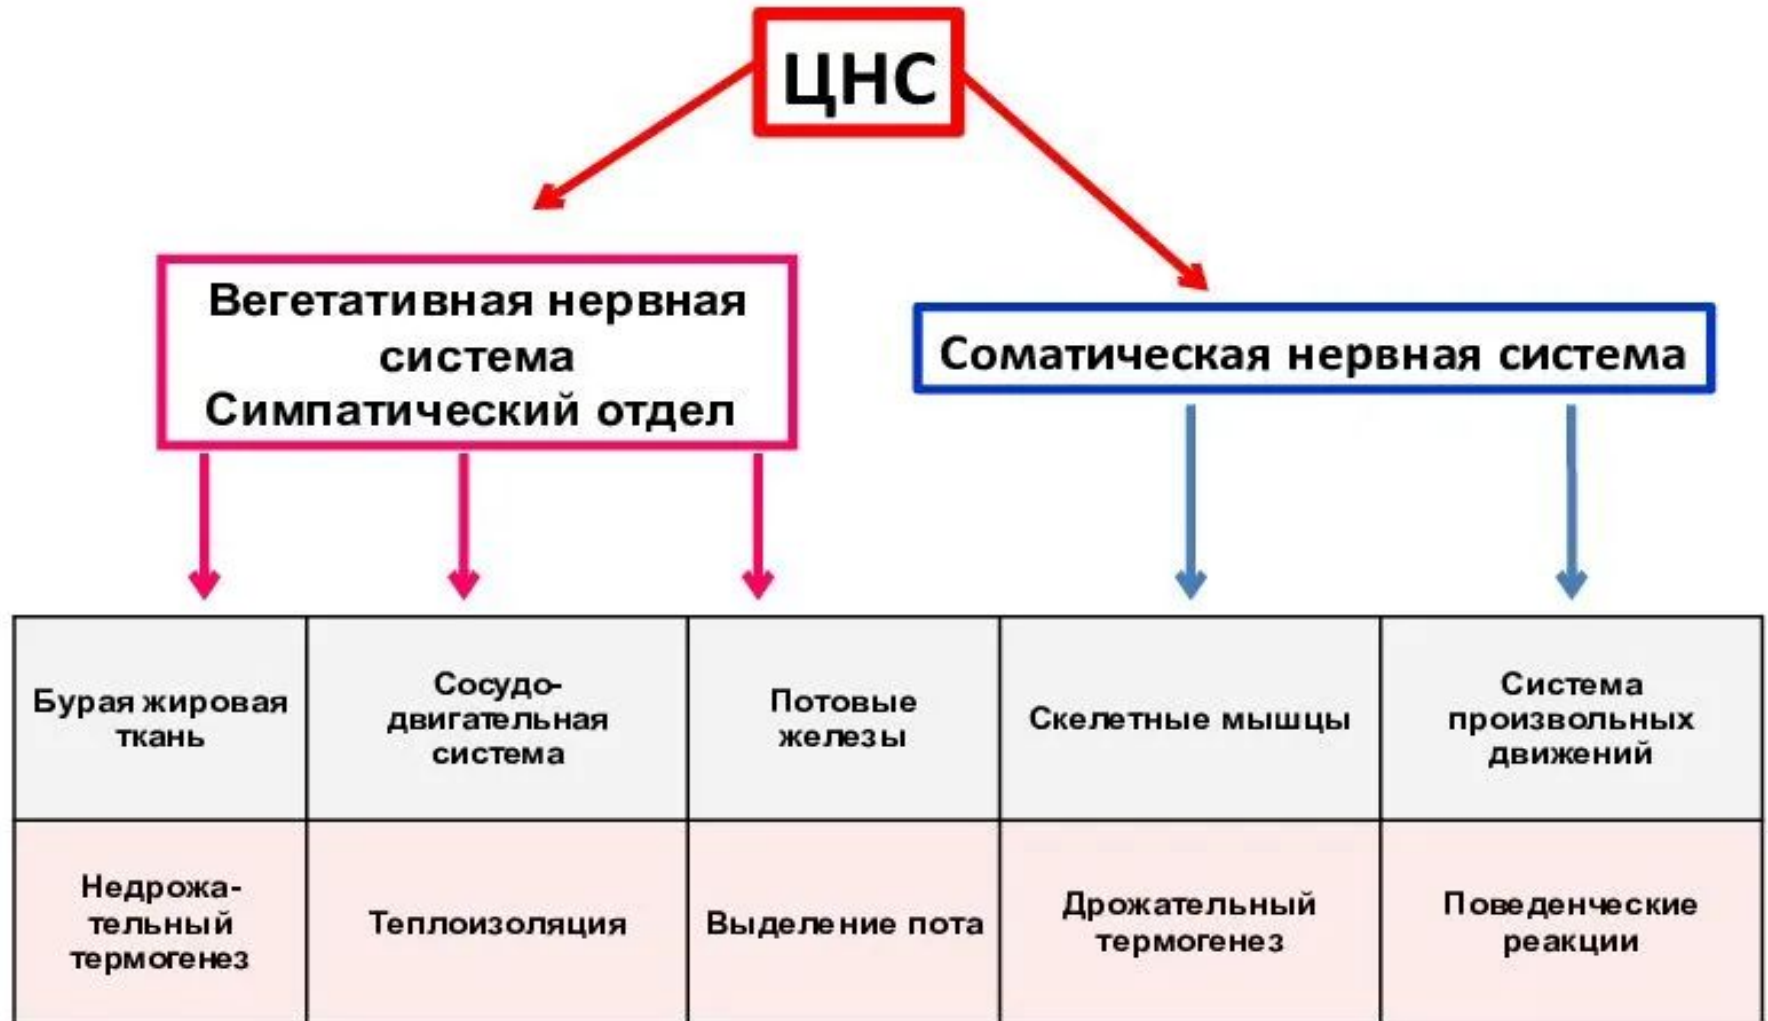 ЦНС
Вегетативная нервная
система
Симпатический отдел
Соматическая нервная система
Бурая жировая
ткань
Сосудо-
двигательная
система
Потовые
железы
Скелетные мышцы
Система
произвольных
движений
Недрожа-
тельный
термогенез
Теплоизоляция
Выделение пота
Дрожательный
термогенез
Поведенческие
реакции